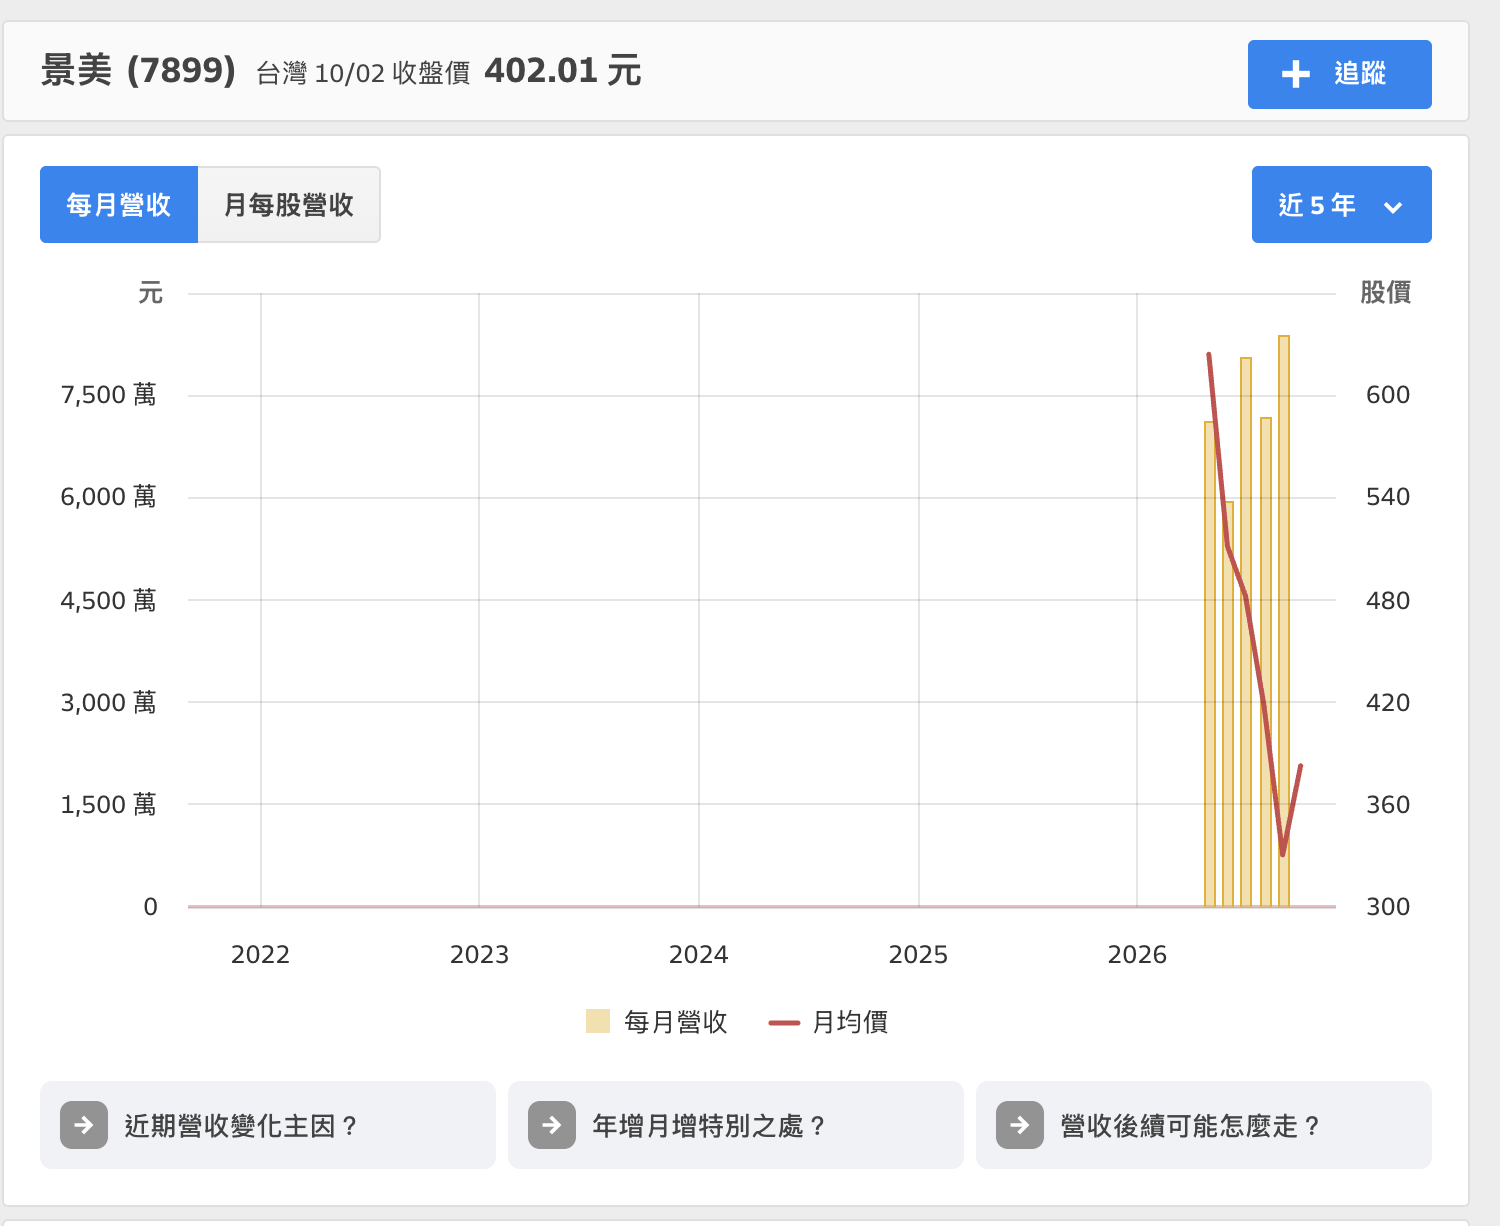 景美 (7899) 台灣 10/02 收盤價 402.01 元
追蹤
每月營收 月每股營收
近 5 年
元 股價
7,500 萬 600
6,000 萬 540
4,500 萬 480
3,000 萬 420
1,500 萬 360
0 300
2022 2023 2024 2025 2026
每月營收 月均價
近期營收變化主因？ 年增月增特別之處？ 營收後續可能怎麼走？